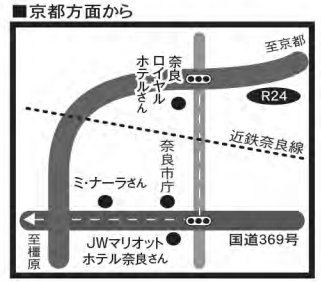 ■京都方面から
至京都
奈良
ロイヤル
ホテルさん
R24
近鉄奈良線
奈良市庁
ミ・ナーラさん
至橿原
JWマリオット
ホテル奈良さん
国道369号